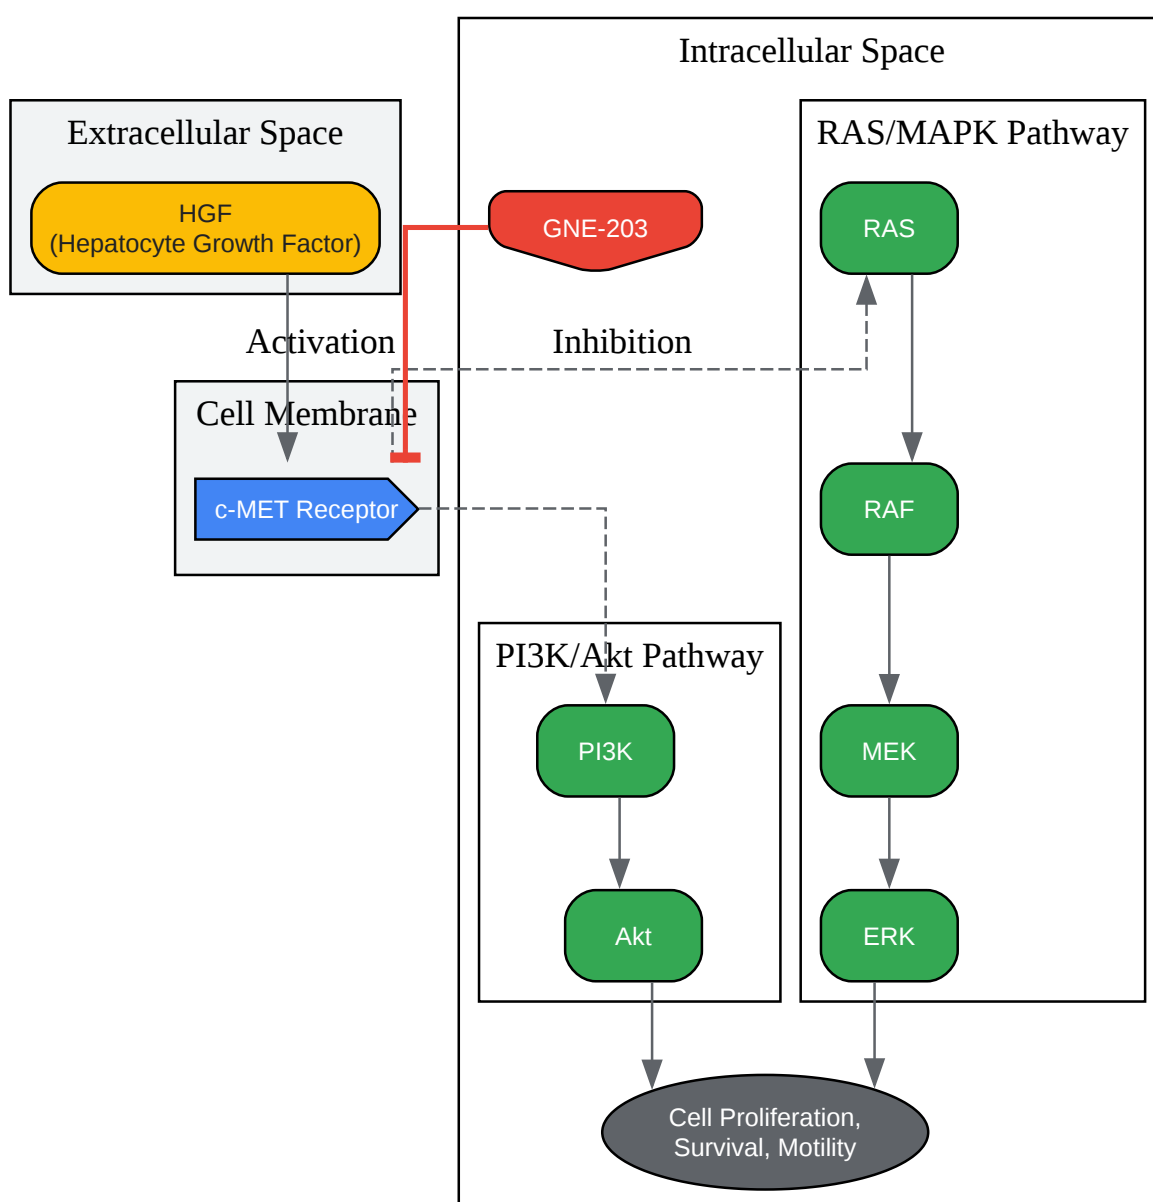 Intracellular Space
Extracellular Space
RAS/MAPK Pathway
HGF
(Hepatocyte Growth Factor)
GNE-203
RAS
Activation
Inhibition
Cell Membrane
c-MET Receptor
RAF
PI3K/Akt Pathway
PI3K
MEK
Akt
ERK
Cell Proliferation,
Survival, Motility